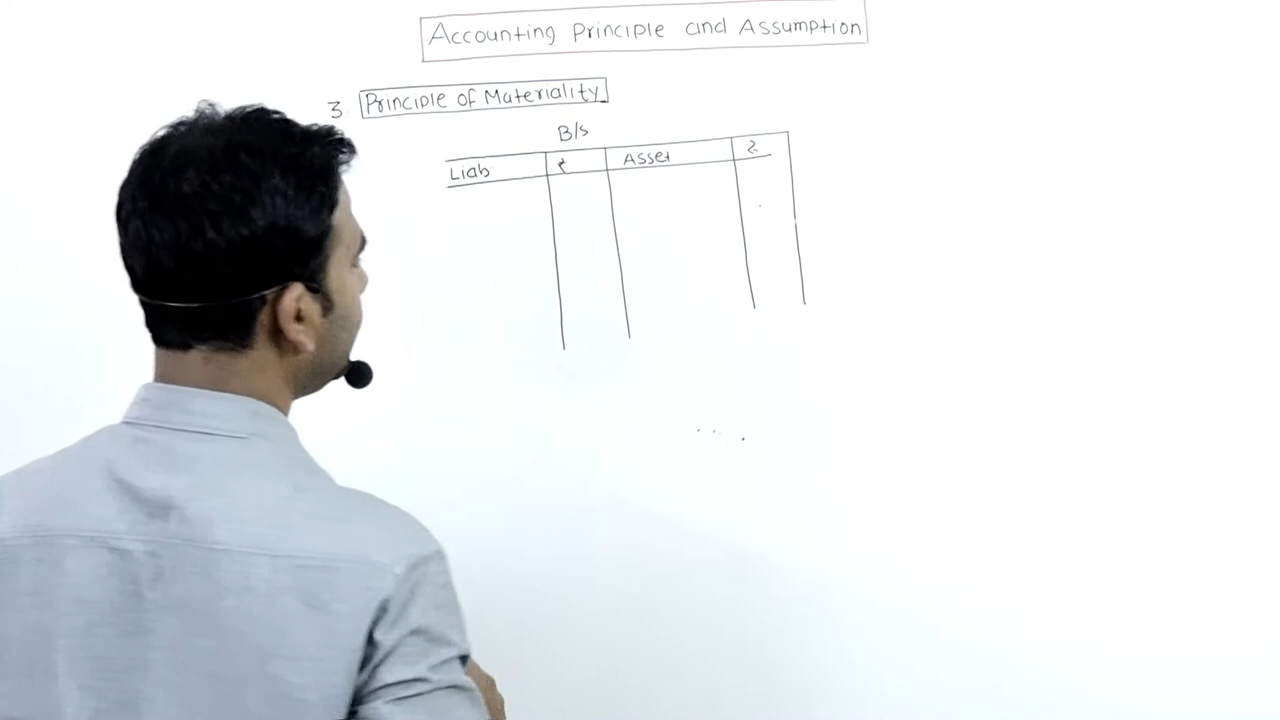 Accounting Principle and Assumption
3 Principle of Materiality
B/s
Liab ₹ Asset ₹